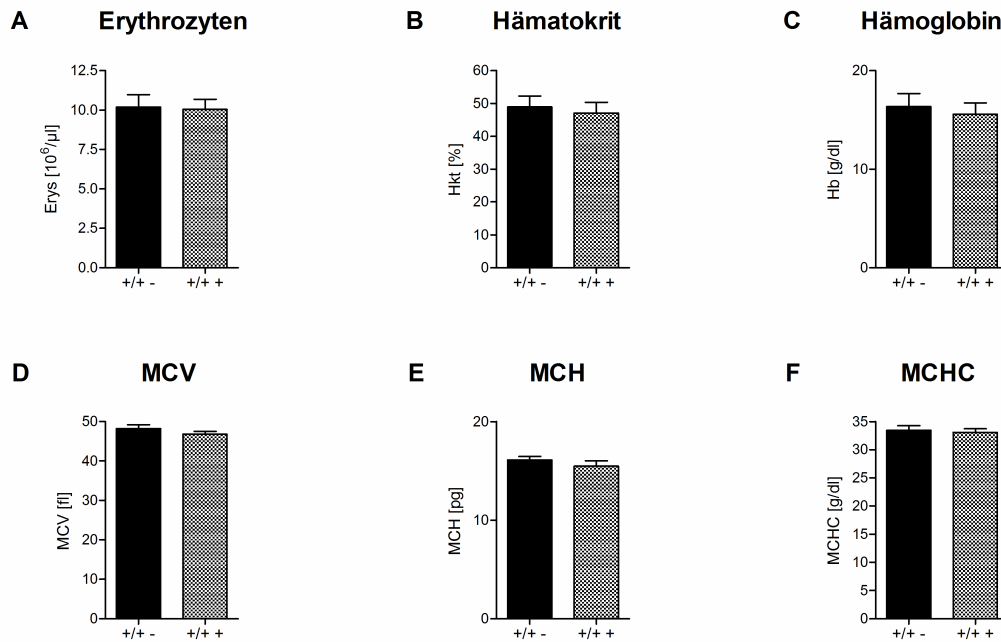 A Erythrozyten
Erys [10⁶/µl]
12.5
10.0
7.5
5.0
2.5
0.0
+/+ - +/+ +
B Hämatokrit
Hkt [%]
60
50
40
30
20
10
0
+/+ - +/+ +
C Hämoglobin
Hb [g/dl]
20
10
0
+/+ - +/+ +
D MCV
MCV [fl]
50
40
30
20
10
0
+/+ - +/+ +
E MCH
MCH [pg]
20
10
0
+/+ - +/+ +
F MCHC
MCHC [g/dl]
35
30
25
20
15
10
5
0
+/+ - +/+ +